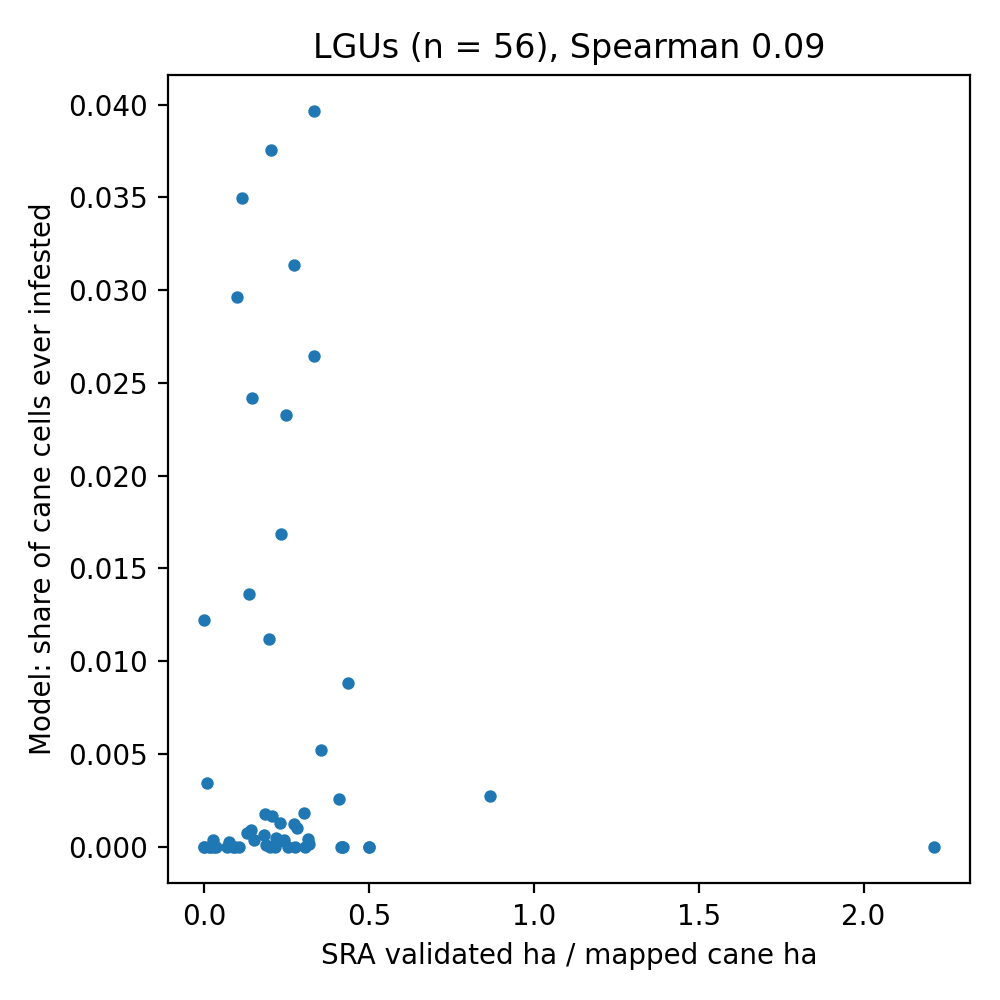 LGUs (n = 56), Spearman 0.09
Model: share of cane cells ever infested
0.040
0.035
0.030
0.025
0.020
0.015
0.010
0.005
0.000
0.0 0.5 1.0 1.5 2.0
SRA validated ha / mapped cane ha